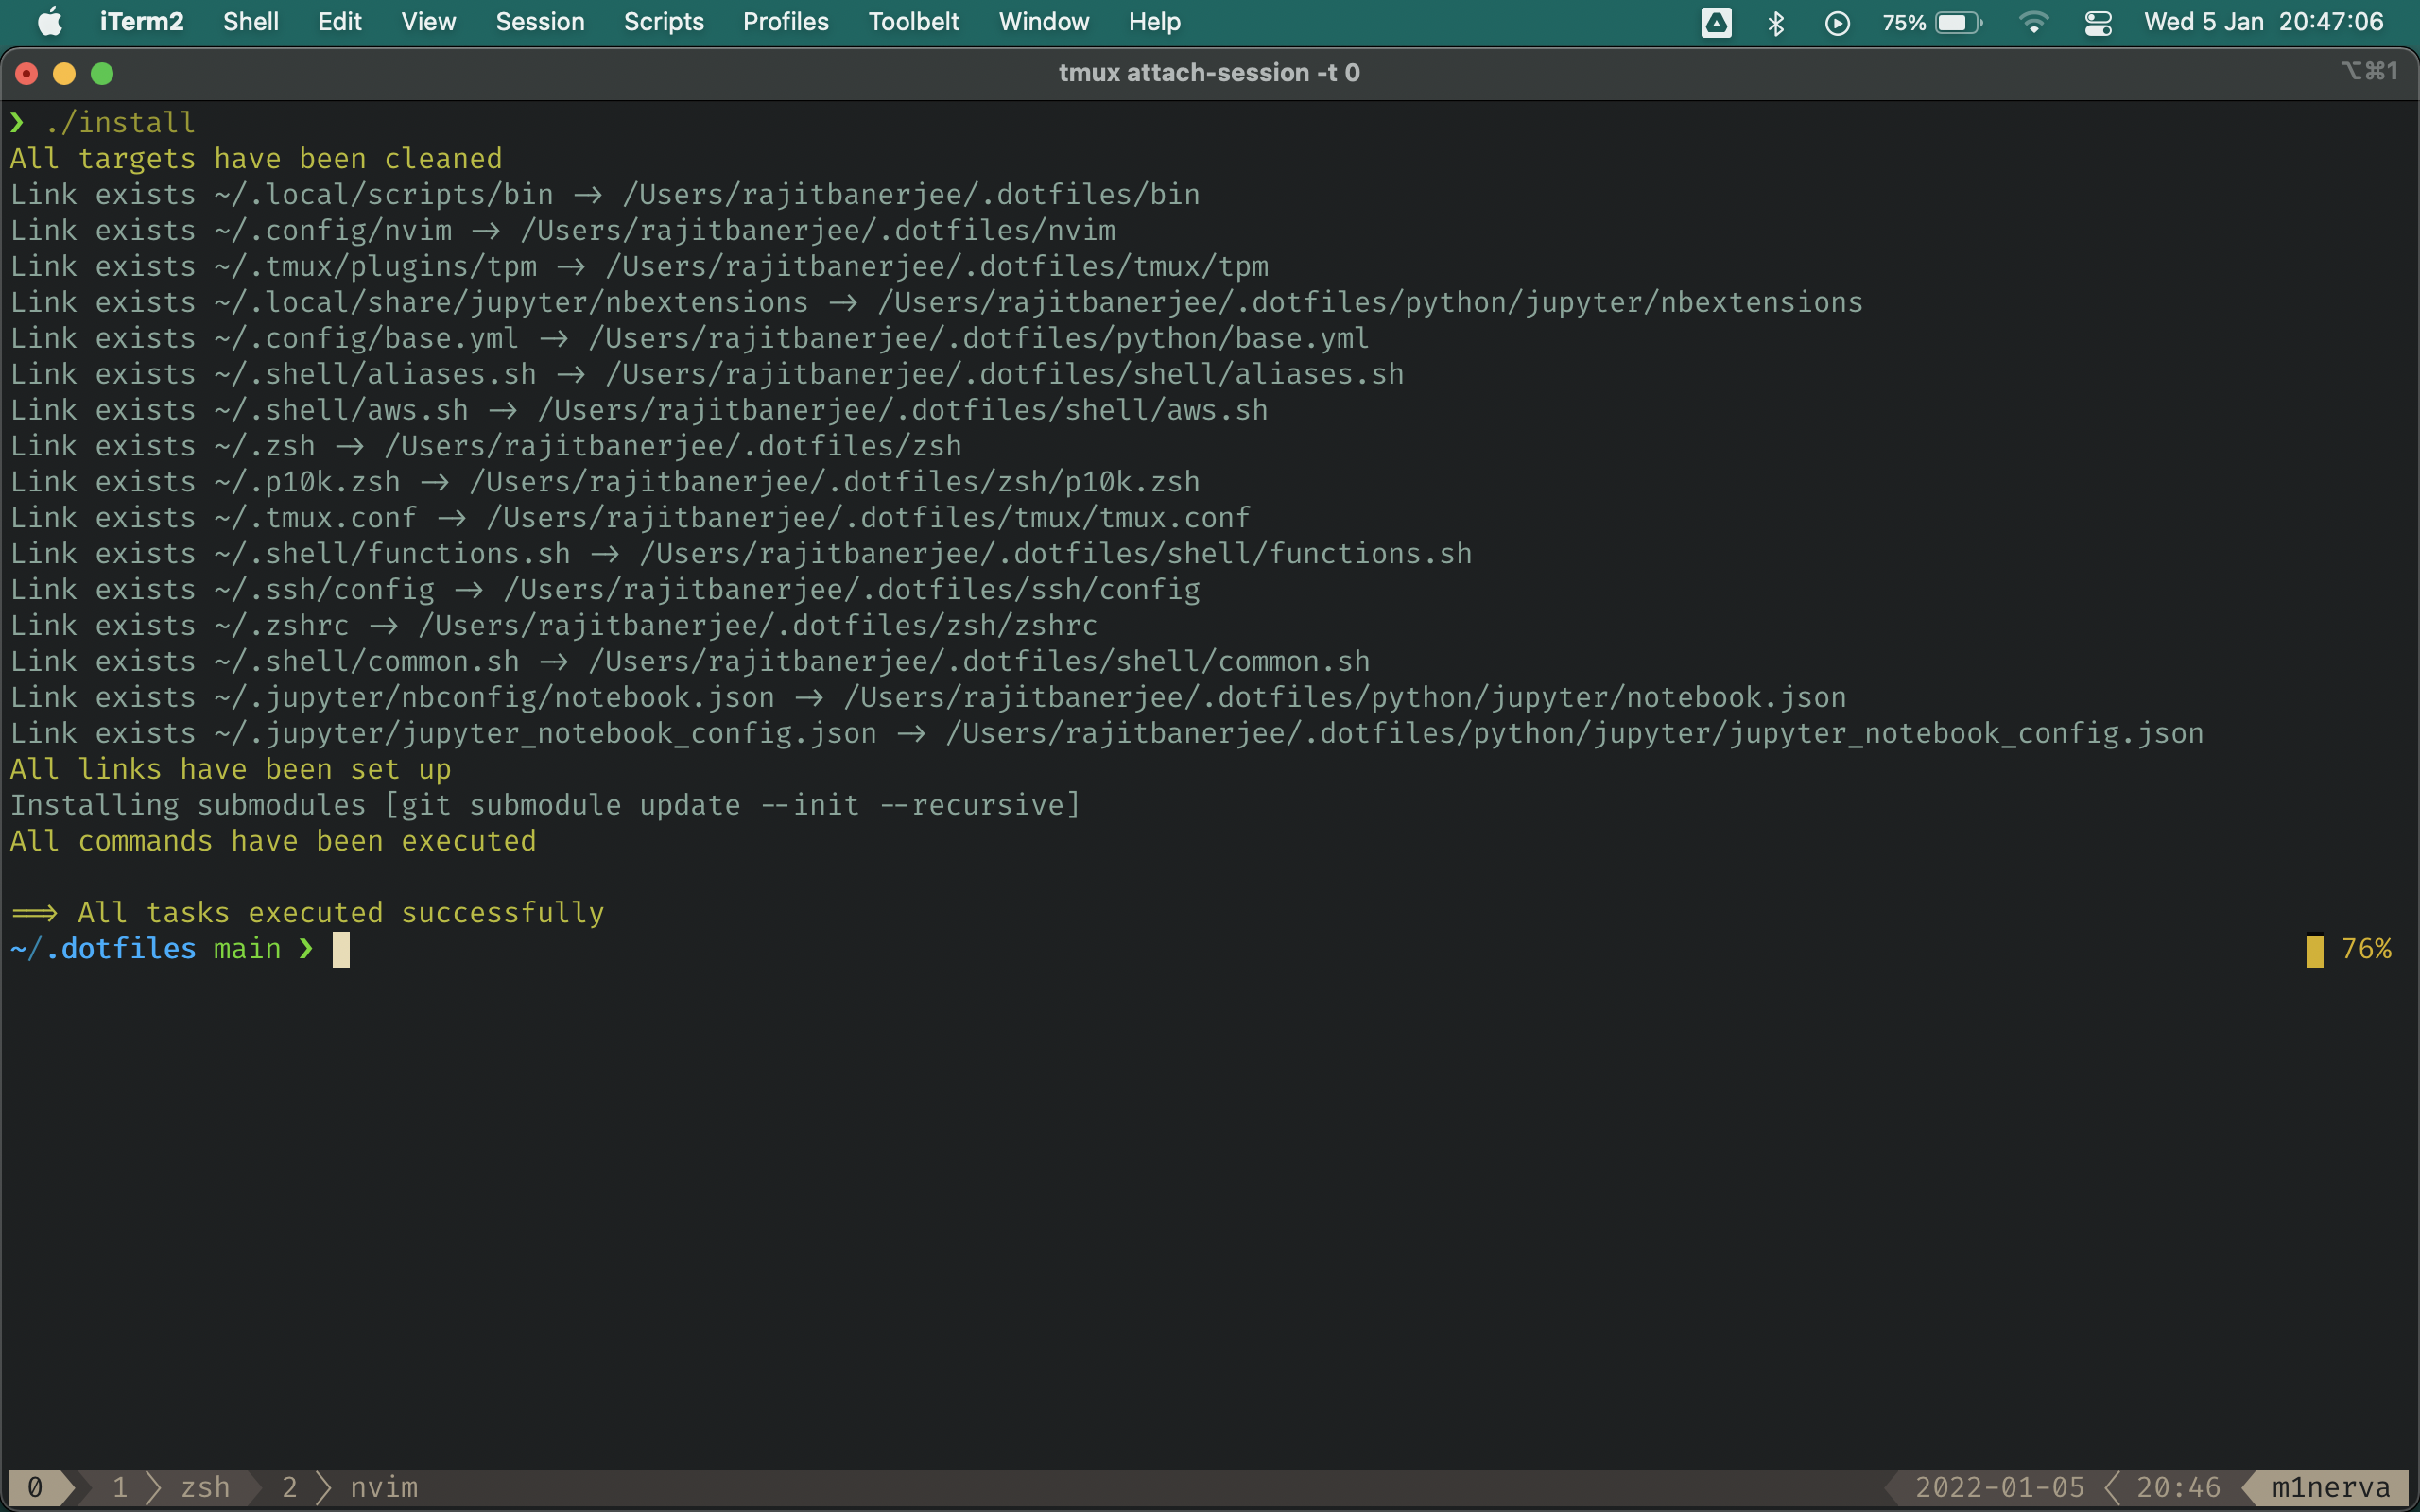 iTerm2 Shell Edit View Session Scripts Profiles Toolbelt Window Help 75% Wed 5 Jan 20:47:06
tmux attach-session -t 0 ⌥⌘1
❯ ./install
All targets have been cleaned
Link exists ~/.local/scripts/bin -> /Users/rajitbanerjee/.dotfiles/bin
Link exists ~/.config/nvim -> /Users/rajitbanerjee/.dotfiles/nvim
Link exists ~/.tmux/plugins/tpm -> /Users/rajitbanerjee/.dotfiles/tmux/tpm
Link exists ~/.local/share/jupyter/nbextensions -> /Users/rajitbanerjee/.dotfiles/python/jupyter/nbextensions
Link exists ~/.config/base.yml -> /Users/rajitbanerjee/.dotfiles/python/base.yml
Link exists ~/.shell/aliases.sh -> /Users/rajitbanerjee/.dotfiles/shell/aliases.sh
Link exists ~/.shell/aws.sh -> /Users/rajitbanerjee/.dotfiles/shell/aws.sh
Link exists ~/.zsh -> /Users/rajitbanerjee/.dotfiles/zsh
Link exists ~/.p10k.zsh -> /Users/rajitbanerjee/.dotfiles/zsh/p10k.zsh
Link exists ~/.tmux.conf -> /Users/rajitbanerjee/.dotfiles/tmux/tmux.conf
Link exists ~/.shell/functions.sh -> /Users/rajitbanerjee/.dotfiles/shell/functions.sh
Link exists ~/.ssh/config -> /Users/rajitbanerjee/.dotfiles/ssh/config
Link exists ~/.zshrc -> /Users/rajitbanerjee/.dotfiles/zsh/zshrc
Link exists ~/.shell/common.sh -> /Users/rajitbanerjee/.dotfiles/shell/common.sh
Link exists ~/.jupyter/nbconfig/notebook.json -> /Users/rajitbanerjee/.dotfiles/python/jupyter/notebook.json
Link exists ~/.jupyter/jupyter_notebook_config.json -> /Users/rajitbanerjee/.dotfiles/python/jupyter/jupyter_notebook_config.json
All links have been set up
Installing submodules [git submodule update --init --recursive]
All commands have been executed
==> All tasks executed successfully
~/.dotfiles main ❯ 76%
0 1 zsh 2 nvim 2022-01-05 20:46 m1nerva